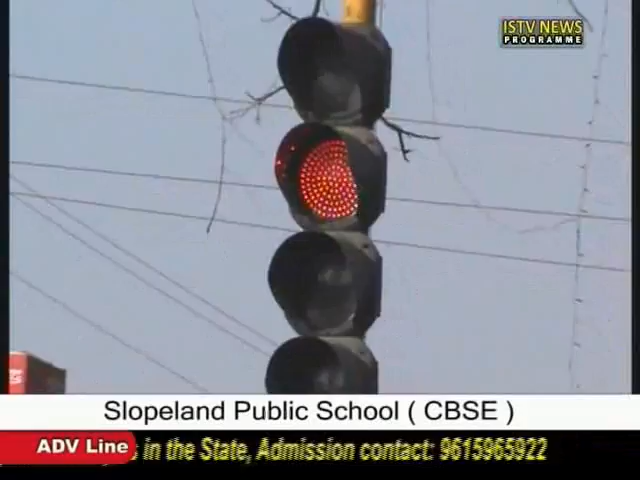 ISTV NEWS
PROGRAMME
Slopeland Public School ( CBSE )
ADV Line
in the State, Admission contact: 9615965922